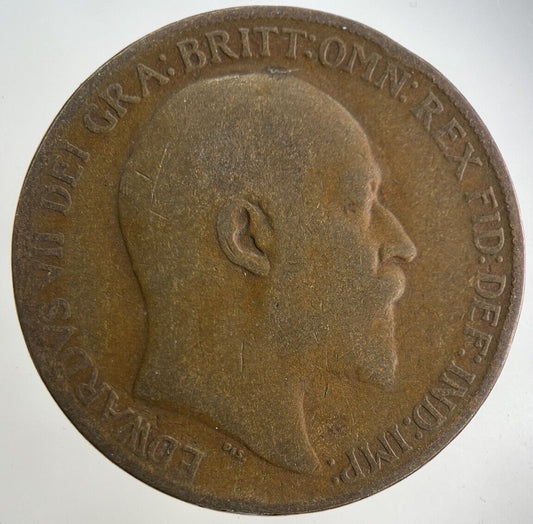 EDWARDVS VII DEI GRA: BRITT: OMN: REX FID: DEF: IND: IMP:
DES